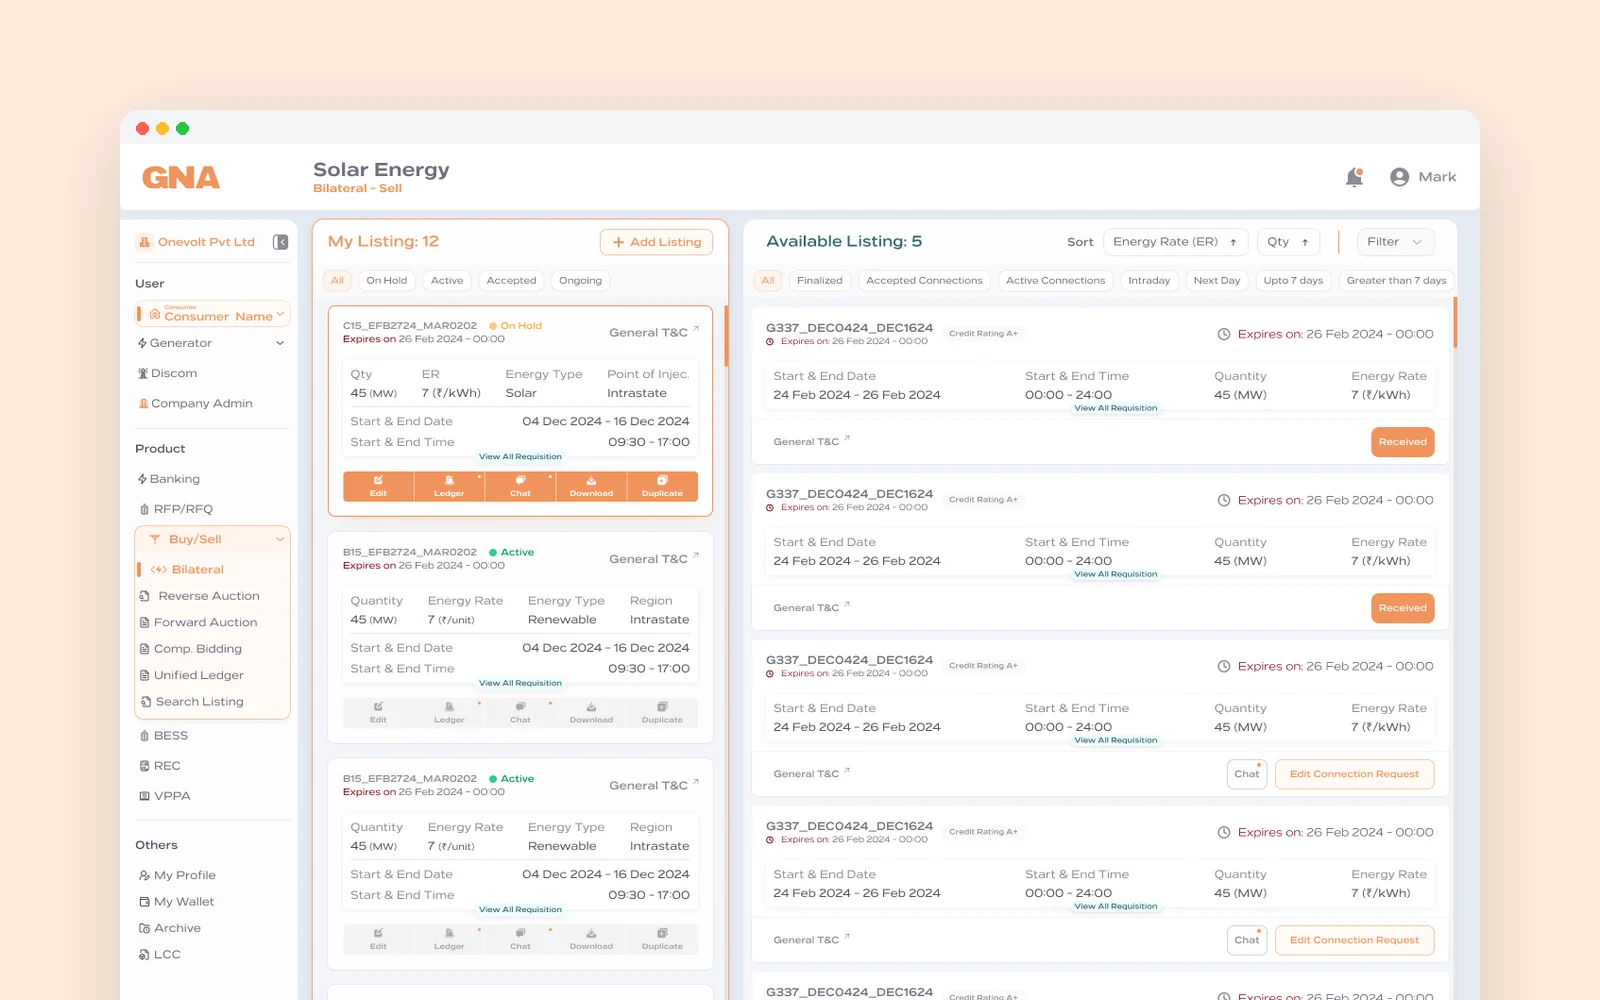 GNA
Solar Energy
Bilateral - Sell
Mark
Onevolt Pvt Ltd
User
Consumer
Consumer Name
Generator
Discom
Company Admin
Product
Banking
RFP/RFQ
Buy/Sell
Bilateral
Reverse Auction
Forward Auction
Comp. Bidding
Unified Ledger
Search Listing
BESS
REC
VPPA
Others
My Profile
My Wallet
Archive
LCC
My Listing: 12
+ Add Listing
All On Hold Active Accepted Ongoing
C15_EFB2724_MAR0202 On Hold
Expires on 26 Feb 2024 - 00:00
General T&C
Qty ER Energy Type Point of Injec.
45 (MW) 7 (₹/kWh) Solar Intrastate
Start & End Date 04 Dec 2024 - 16 Dec 2024
Start & End Time 09:30 - 17:00
View All Requisition
Edit Ledger Chat Download Duplicate
B15_EFB2724_MAR0202 Active
Expires on 26 Feb 2024 - 00:00
General T&C
Quantity Energy Rate Energy Type Region
45 (MW) 7 (₹/unit) Renewable Intrastate
Start & End Date 04 Dec 2024 - 16 Dec 2024
Start & End Time 09:30 - 17:00
View All Requisition
Edit Ledger Chat Download Duplicate
B15_EFB2724_MAR0202 Active
Expires on 26 Feb 2024 - 00:00
General T&C
Quantity Energy Rate Energy Type Region
45 (MW) 7 (₹/unit) Renewable Intrastate
Start & End Date 04 Dec 2024 - 16 Dec 2024
Start & End Time 09:30 - 17:00
View All Requisition
Edit Ledger Chat Download Duplicate
Available Listing: 5
Sort Energy Rate (ER) Qty Filter
All Finalized Accepted Connections Active Connections Intraday Next Day Upto 7 days Greater than 7 days
G337_DEC0424_DEC1624 Credit Rating A+
Expires on: 26 Feb 2024 - 00:00
Expires on: 26 Feb 2024 - 00:00
Start & End Date Start & End Time Quantity Energy Rate
24 Feb 2024 - 26 Feb 2024 00:00 - 24:00 45 (MW) 7 (₹/kWh)
View All Requisition
General T&C Received
G337_DEC0424_DEC1624 Credit Rating A+
Expires on: 26 Feb 2024 - 00:00
Expires on: 26 Feb 2024 - 00:00
Start & End Date Start & End Time Quantity Energy Rate
24 Feb 2024 - 26 Feb 2024 00:00 - 24:00 45 (MW) 7 (₹/kWh)
View All Requisition
General T&C Received
G337_DEC0424_DEC1624 Credit Rating A+
Expires on: 26 Feb 2024 - 00:00
Expires on: 26 Feb 2024 - 00:00
Start & End Date Start & End Time Quantity Energy Rate
24 Feb 2024 - 26 Feb 2024 00:00 - 24:00 45 (MW) 7 (₹/kWh)
View All Requisition
General T&C Chat Edit Connection Request
G337_DEC0424_DEC1624 Credit Rating A+
Expires on: 26 Feb 2024 - 00:00
Expires on: 26 Feb 2024 - 00:00
Start & End Date Start & End Time Quantity Energy Rate
24 Feb 2024 - 26 Feb 2024 00:00 - 24:00 45 (MW) 7 (₹/kWh)
View All Requisition
General T&C Chat Edit Connection Request
G337_DEC0424_DEC1624 Credit Rating A+
Expires on: 26 Feb 2024 - 00:00